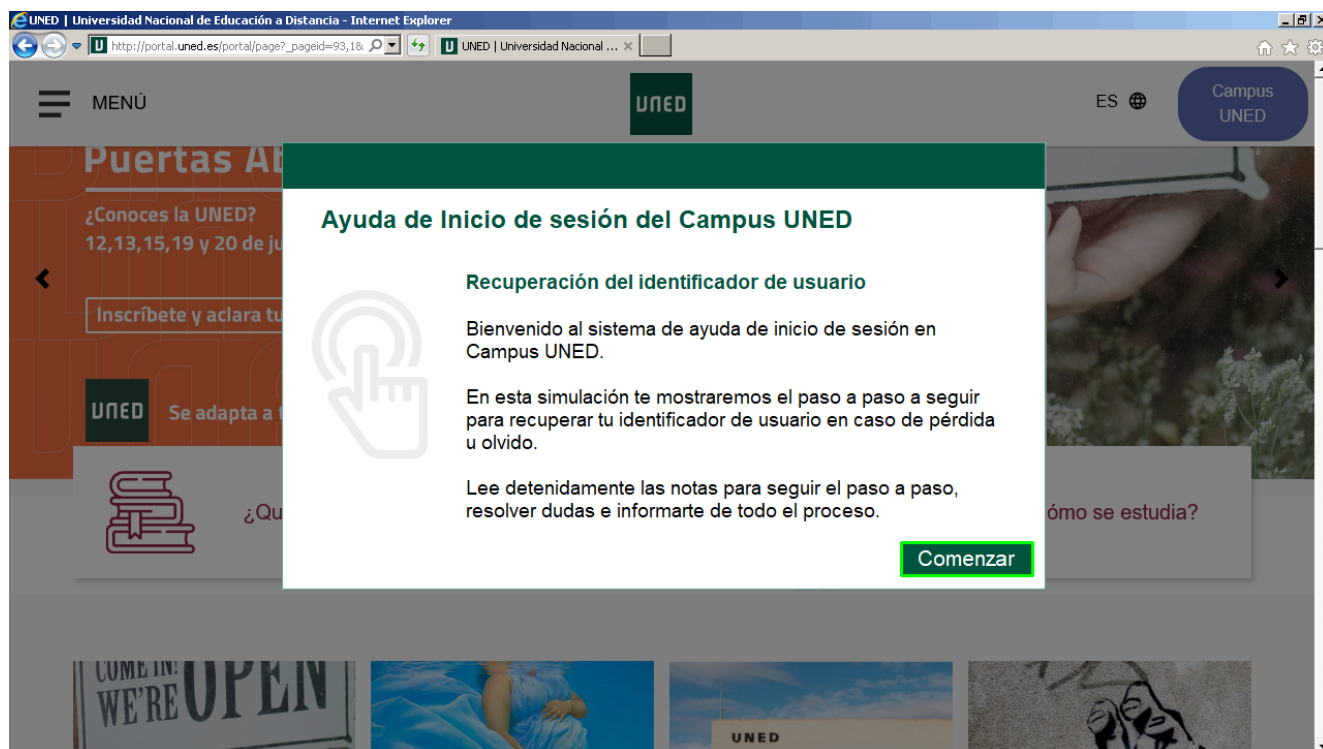 UNED | Universidad Nacional de Educación a Distancia - Internet Explorer
http://portal.uned.es/portal/page?_pageid=93,18
UNED | Universidad Nacional ...
MENÚ
UNED
ES
Campus
UNED
Puertas Al
¿Conoces la UNED?
12,13,15,19 y 20 de ju
Inscríbete y aclara tu
UNED
Se adapta a t
Ayuda de Inicio de sesión del Campus UNED
Recuperación del identificador de usuario
Bienvenido al sistema de ayuda de inicio de sesión en
Campus UNED.
En esta simulación te mostraremos el paso a paso a seguir
para recuperar tu identificador de usuario en caso de pérdida
u olvido.
Lee detenidamente las notas para seguir el paso a paso,
resolver dudas e informarte de todo el proceso.
Comenzar
¿Qu
ómo se estudia?
COME IN!
WE'RE OPEN
UNED